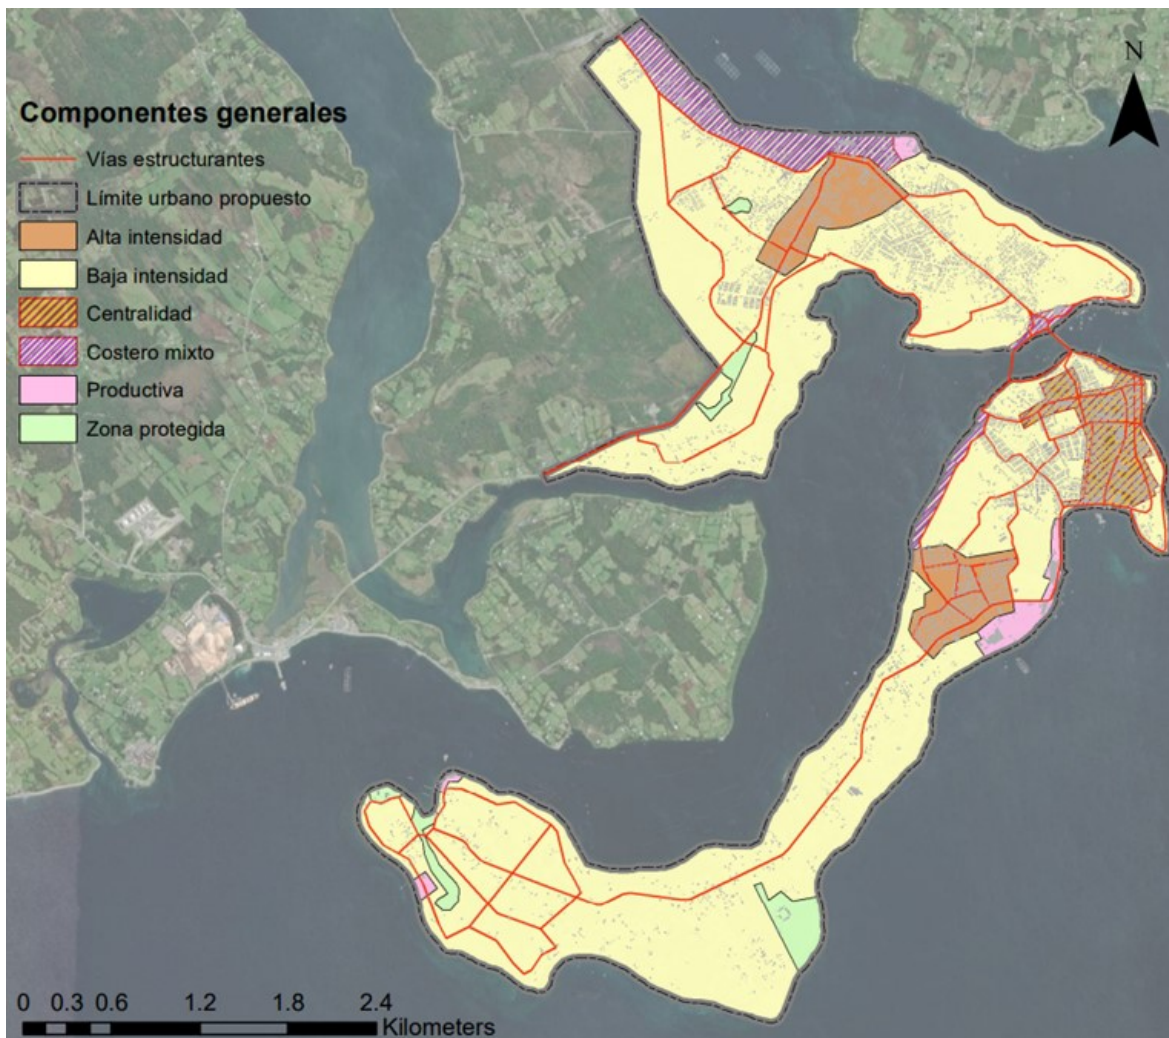 N
Componentes generales
Vías estructurantes
Límite urbano propuesto
Alta intensidad
Baja intensidad
Centralidad
Costero mixto
Productiva
Zona protegida
0 0.3 0.6 1.2 1.8 2.4
Kilometers